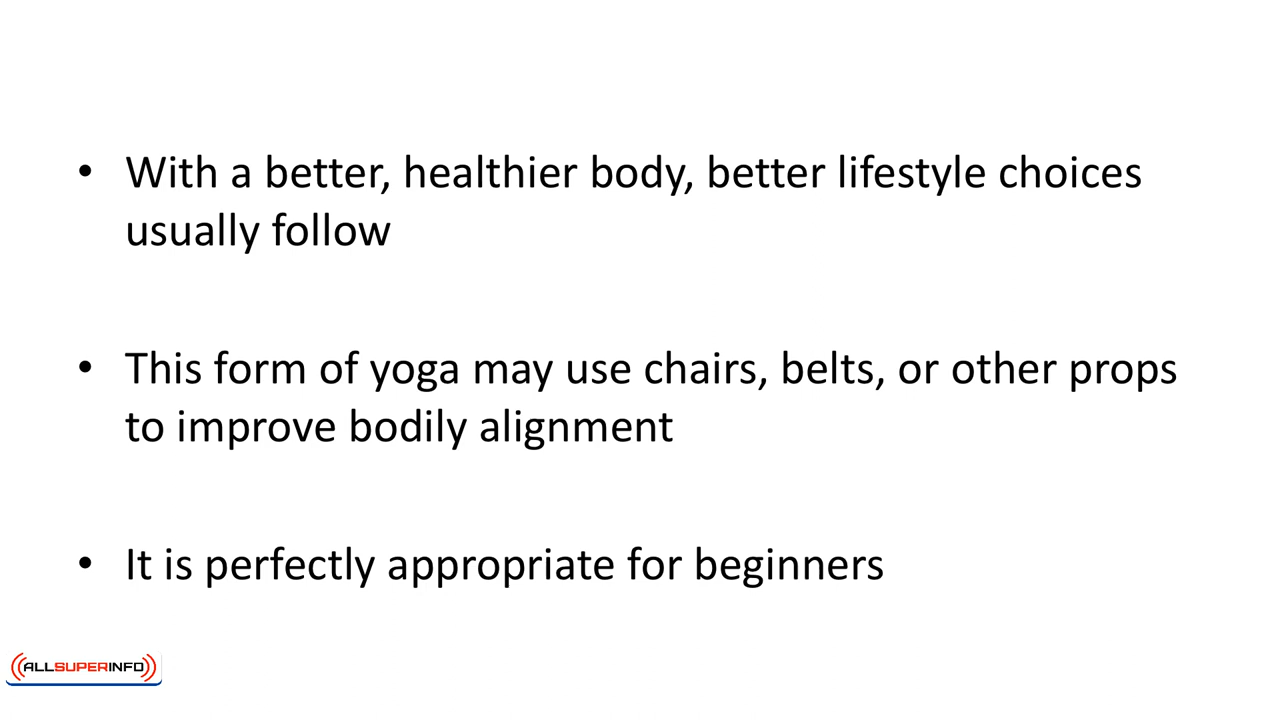 • With a better, healthier body, better lifestyle choices
usually follow
• This form of yoga may use chairs, belts, or other props
to improve bodily alignment
• It is perfectly appropriate for beginners
ALLSUPERINFO